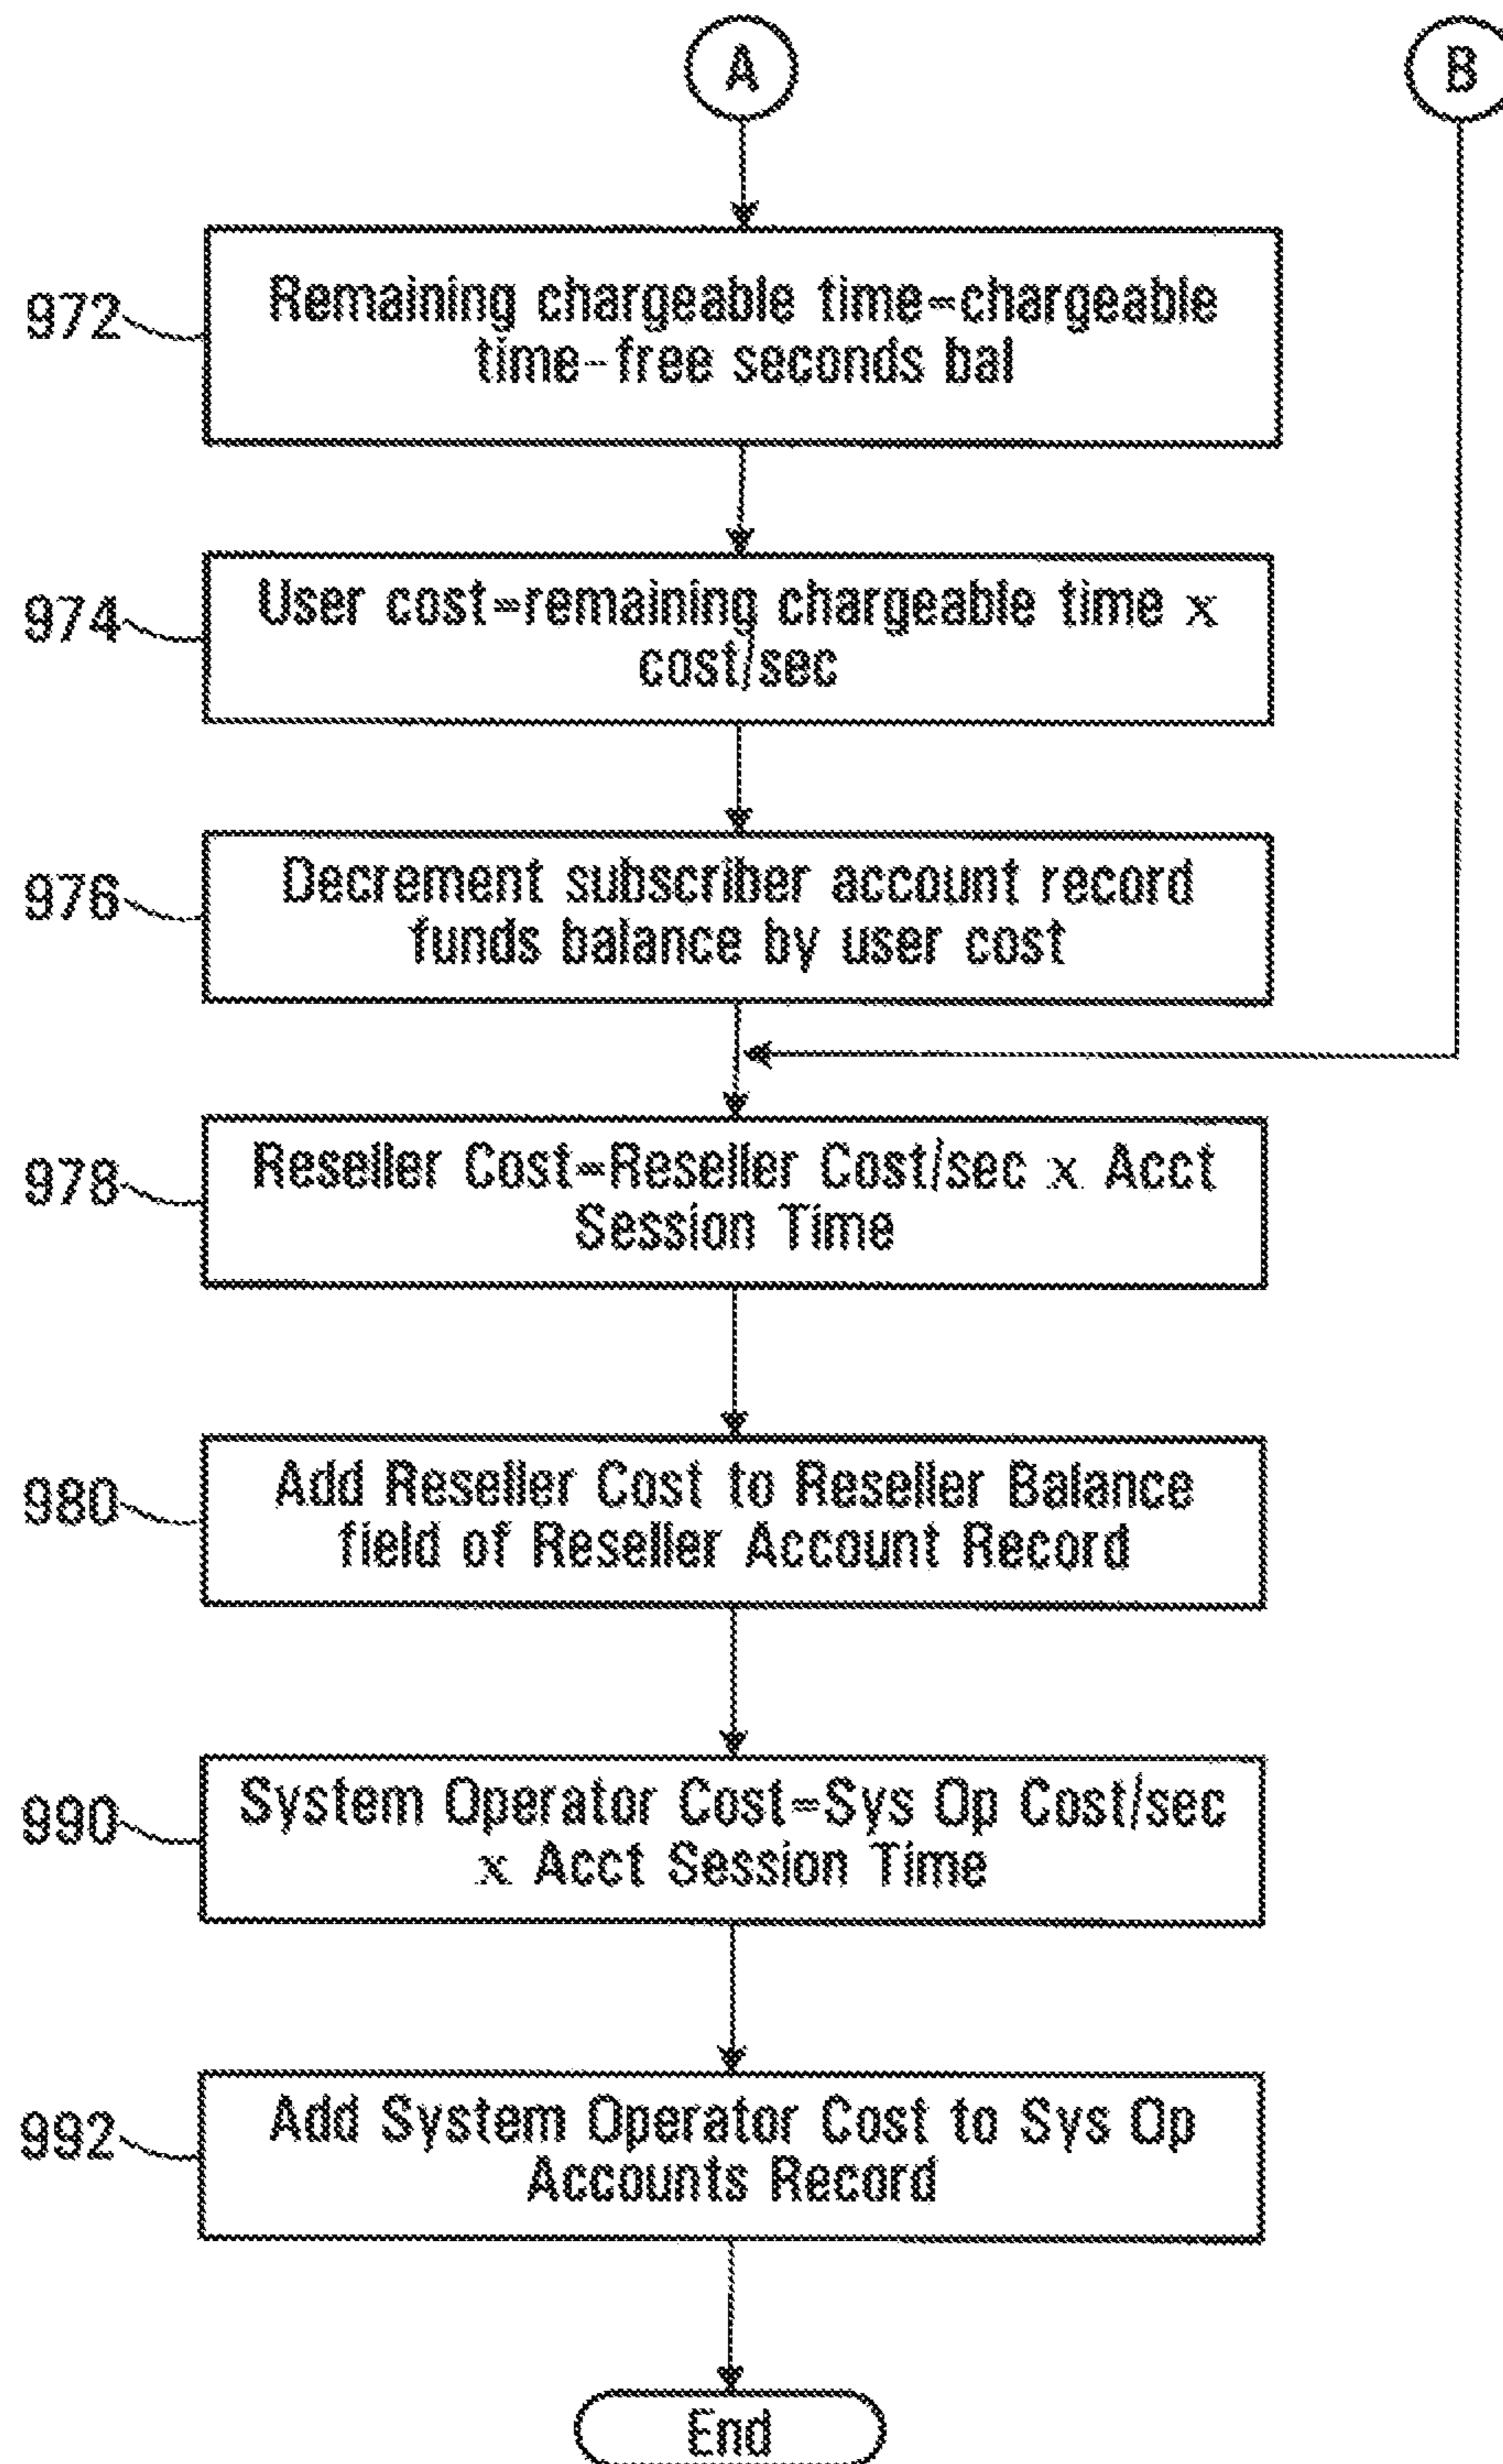 A
B
972
Remaining chargeable time=chargeable
time-free seconds bal
974
User cost=remaining chargeable time x
cost/sec
976
Decrement subscriber account record
funds balance by user cost
978
Reseller Cost=Reseller Cost/sec x Acct
Session Time
980
Add Reseller Cost to Reseller Balance
field of Reseller Account Record
990
System Operator Cost=Sys Op Cost/sec
x Acct Session Time
992
Add System Operator Cost to Sys Op
Accounts Record
End